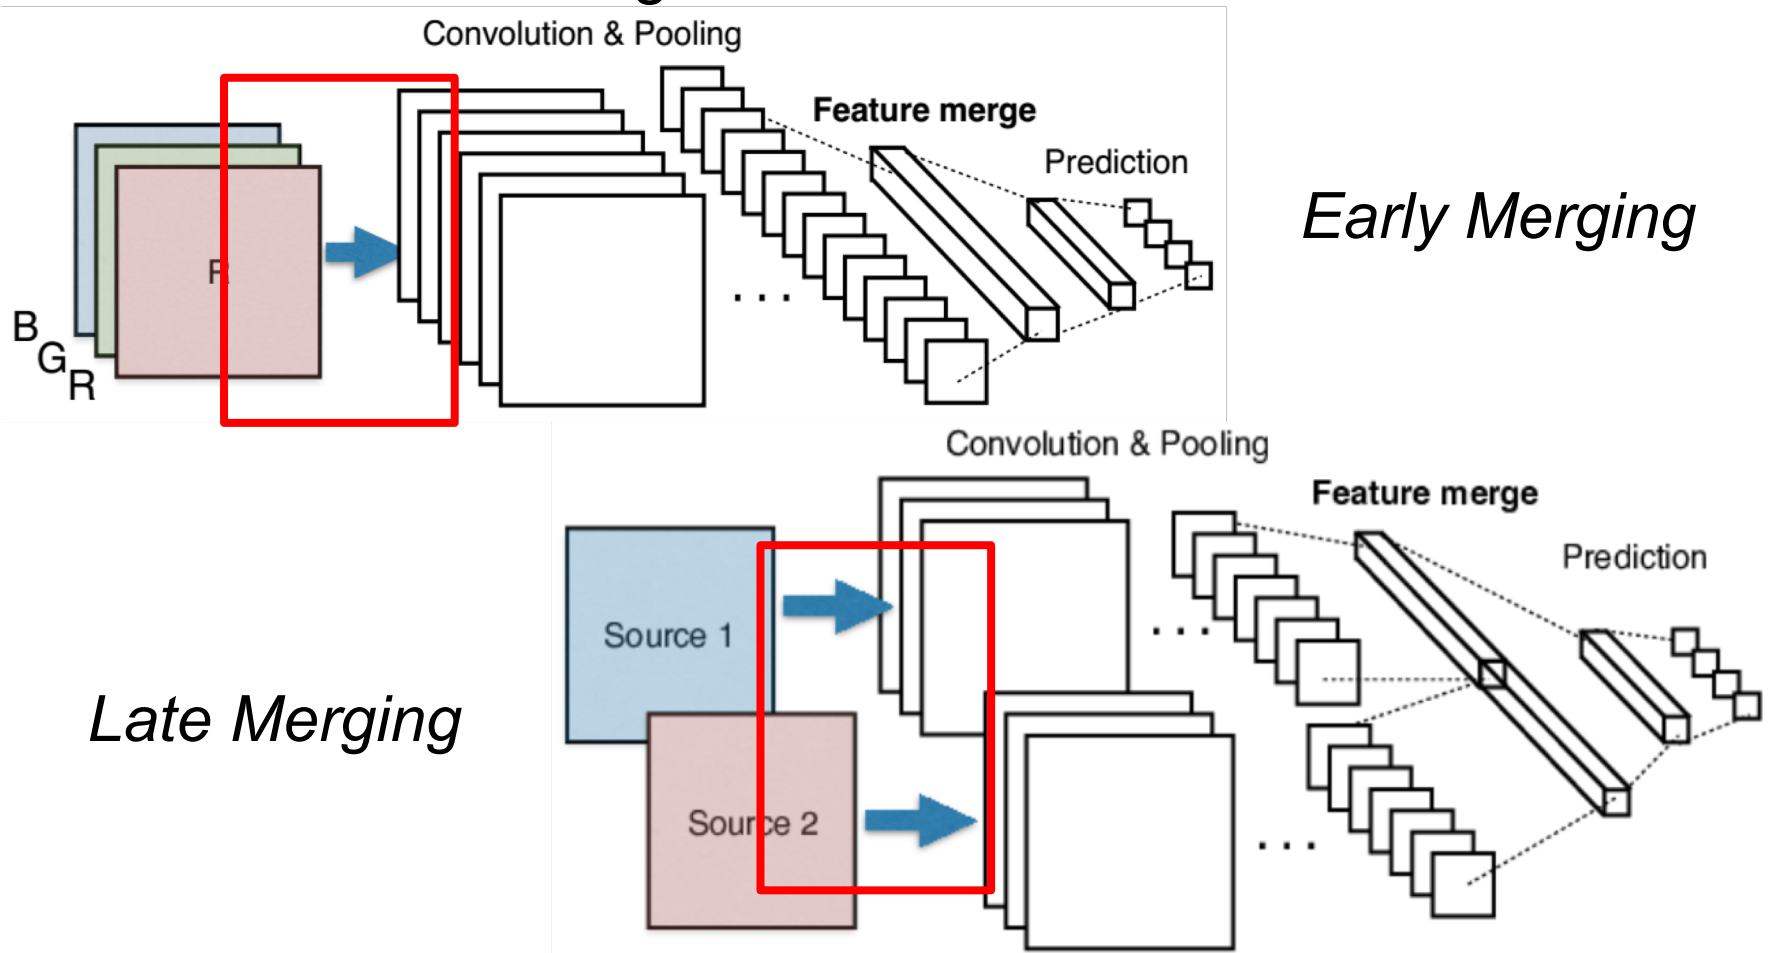 Convolution & Pooling
Feature merge
Prediction
Early Merging
R
B
G
R
Convolution & Pooling
Feature merge
Prediction
Source 1
Late Merging
Source 2